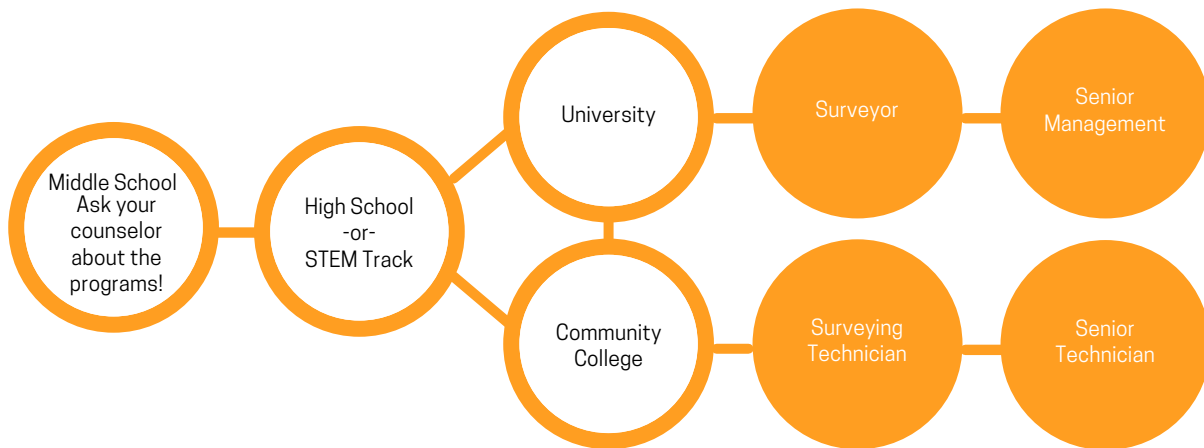 Middle School
Ask your
counselor
about the
programs!
High School
-or-
STEM Track
University
Surveyor
Senior
Management
Community
College
Surveying
Technician
Senior
Technician